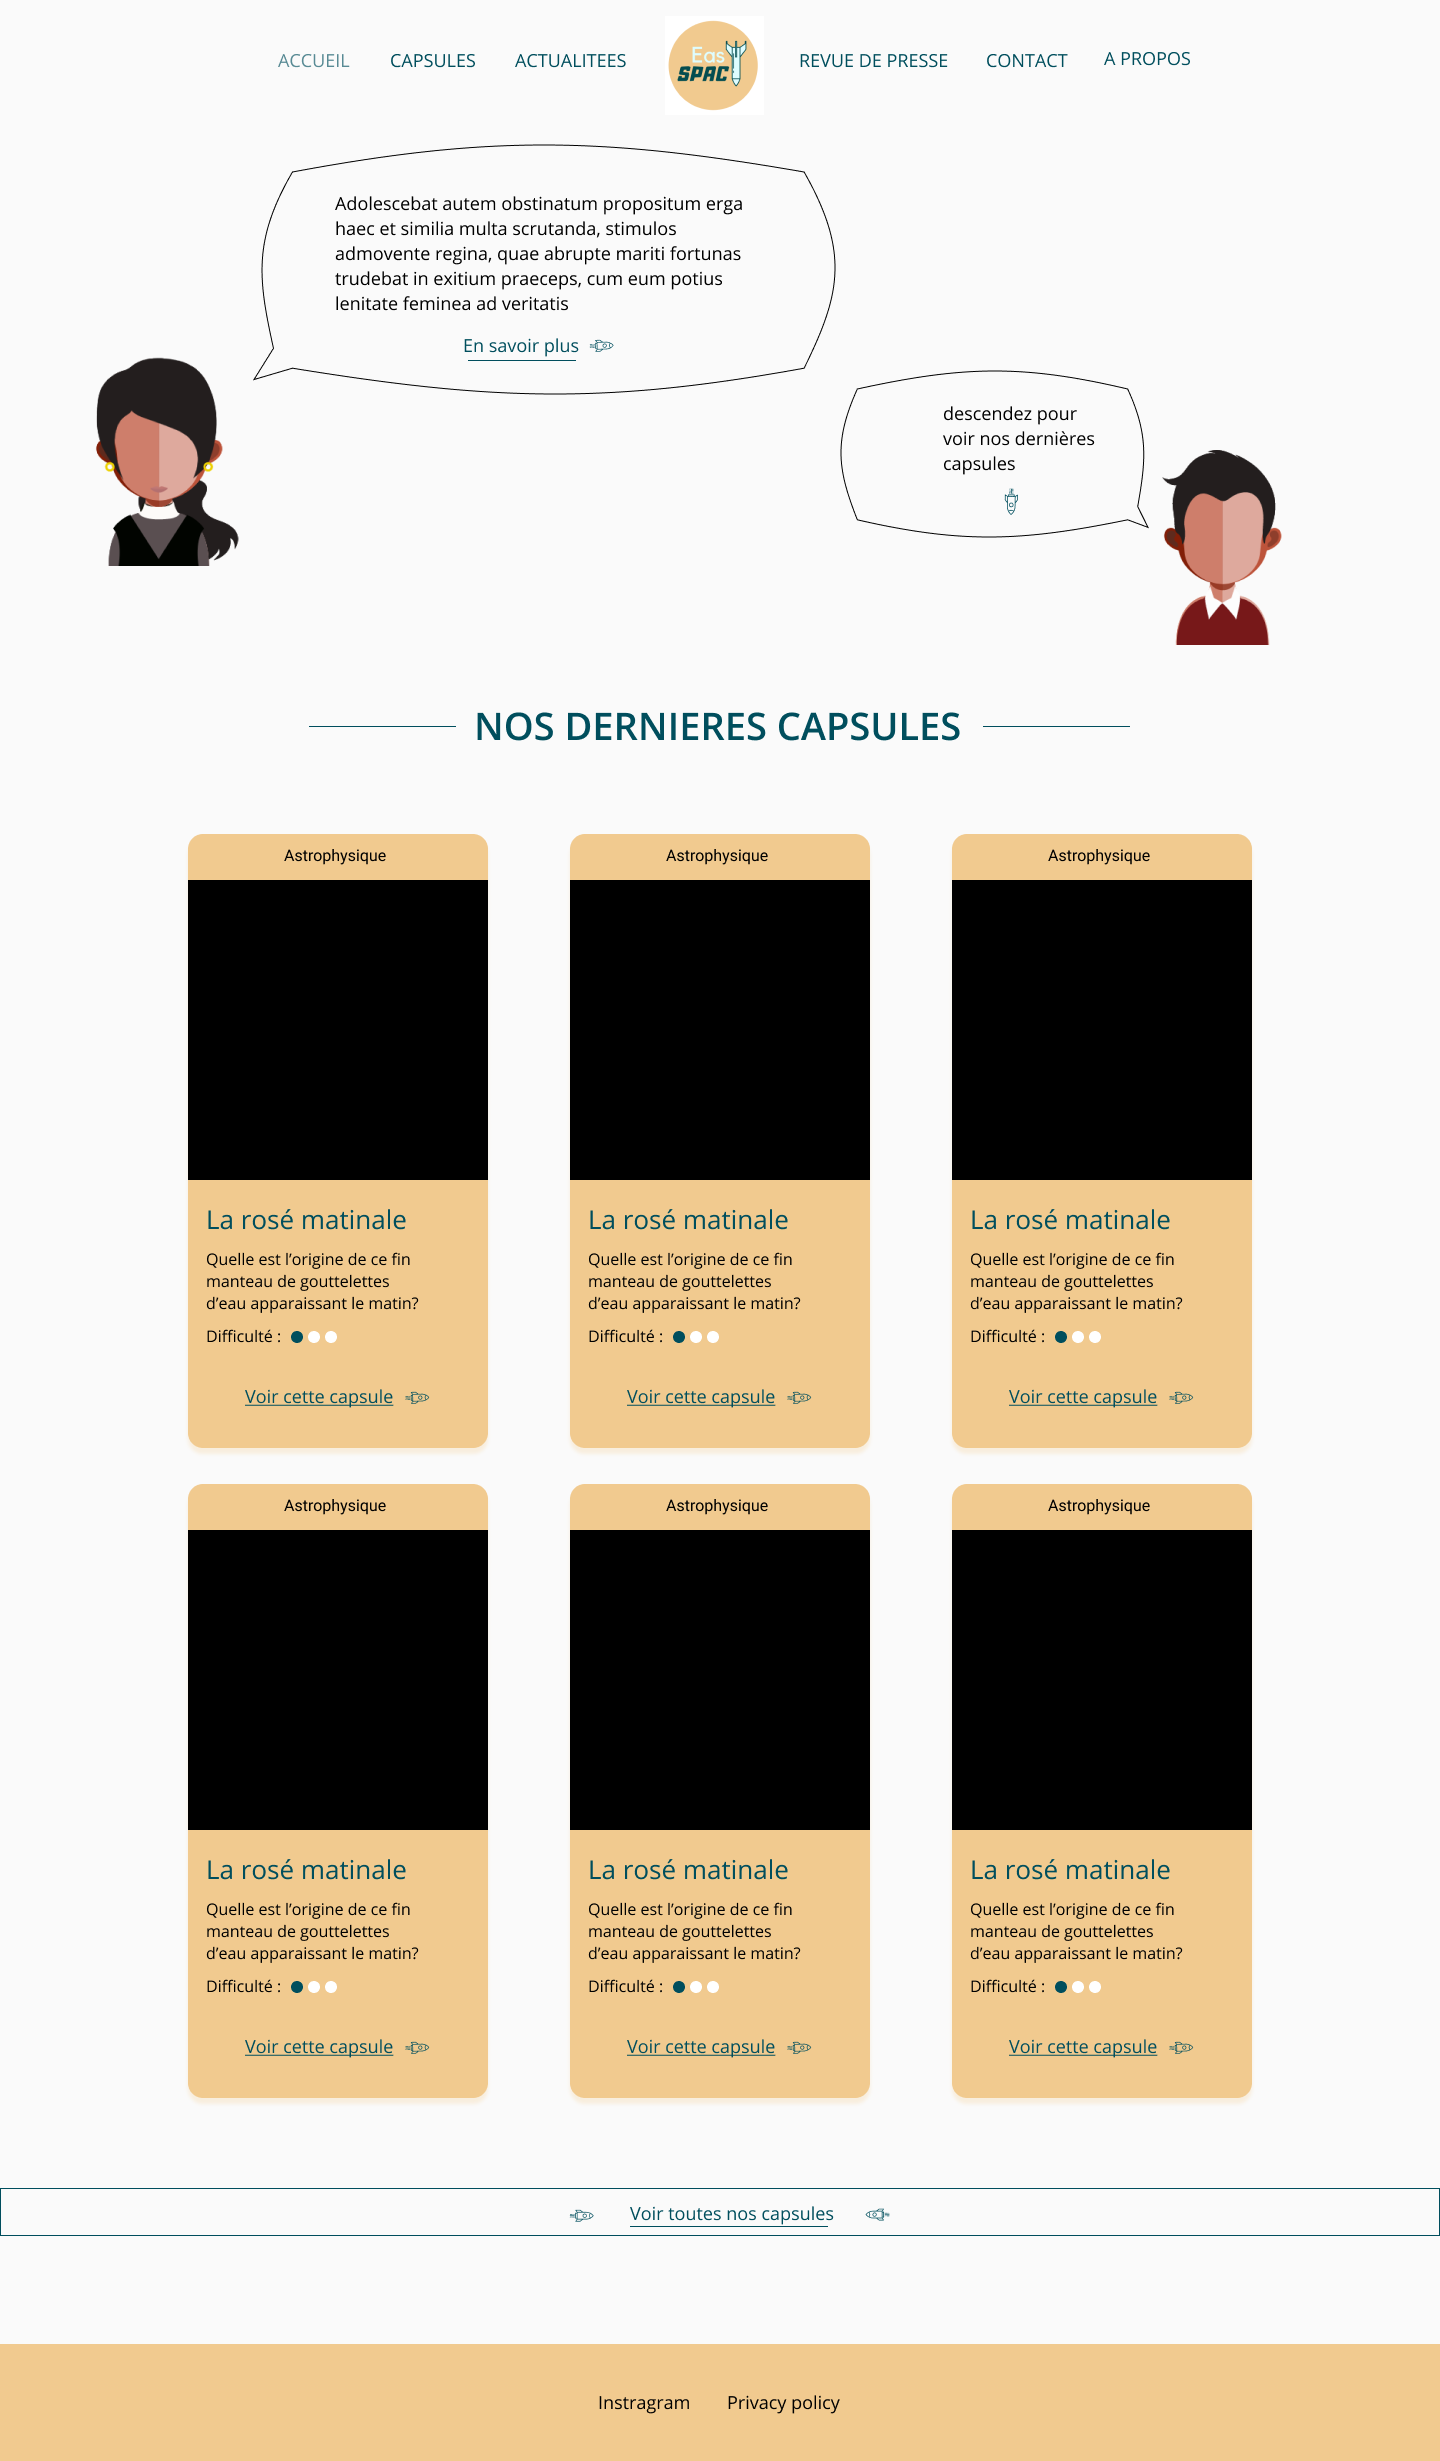 ACCUEIL
CAPSULES
ACTUALITEES
Eas
SPAC
REVUE DE PRESSE
CONTACT
A PROPOS
Adolescebat autem obstinatum propositum erga
haec et similia multa scrutanda, stimulos
admovente regina, quae abrupte mariti fortunas
trudebat in exitium praeceps, cum eum potius
lenitate feminea ad veritatis
En savoir plus
descendez pour
voir nos dernières
capsules
NOS DERNIERES CAPSULES
Astrophysique
La rosé matinale
Quelle est l’origine de ce fin
manteau de gouttelettes
d’eau apparaissant le matin?
Difficulté :
Voir cette capsule
Astrophysique
La rosé matinale
Quelle est l’origine de ce fin
manteau de gouttelettes
d’eau apparaissant le matin?
Difficulté :
Voir cette capsule
Astrophysique
La rosé matinale
Quelle est l’origine de ce fin
manteau de gouttelettes
d’eau apparaissant le matin?
Difficulté :
Voir cette capsule
Astrophysique
La rosé matinale
Quelle est l’origine de ce fin
manteau de gouttelettes
d’eau apparaissant le matin?
Difficulté :
Voir cette capsule
Astrophysique
La rosé matinale
Quelle est l’origine de ce fin
manteau de gouttelettes
d’eau apparaissant le matin?
Difficulté :
Voir cette capsule
Astrophysique
La rosé matinale
Quelle est l’origine de ce fin
manteau de gouttelettes
d’eau apparaissant le matin?
Difficulté :
Voir cette capsule
Voir toutes nos capsules
Instragram
Privacy policy